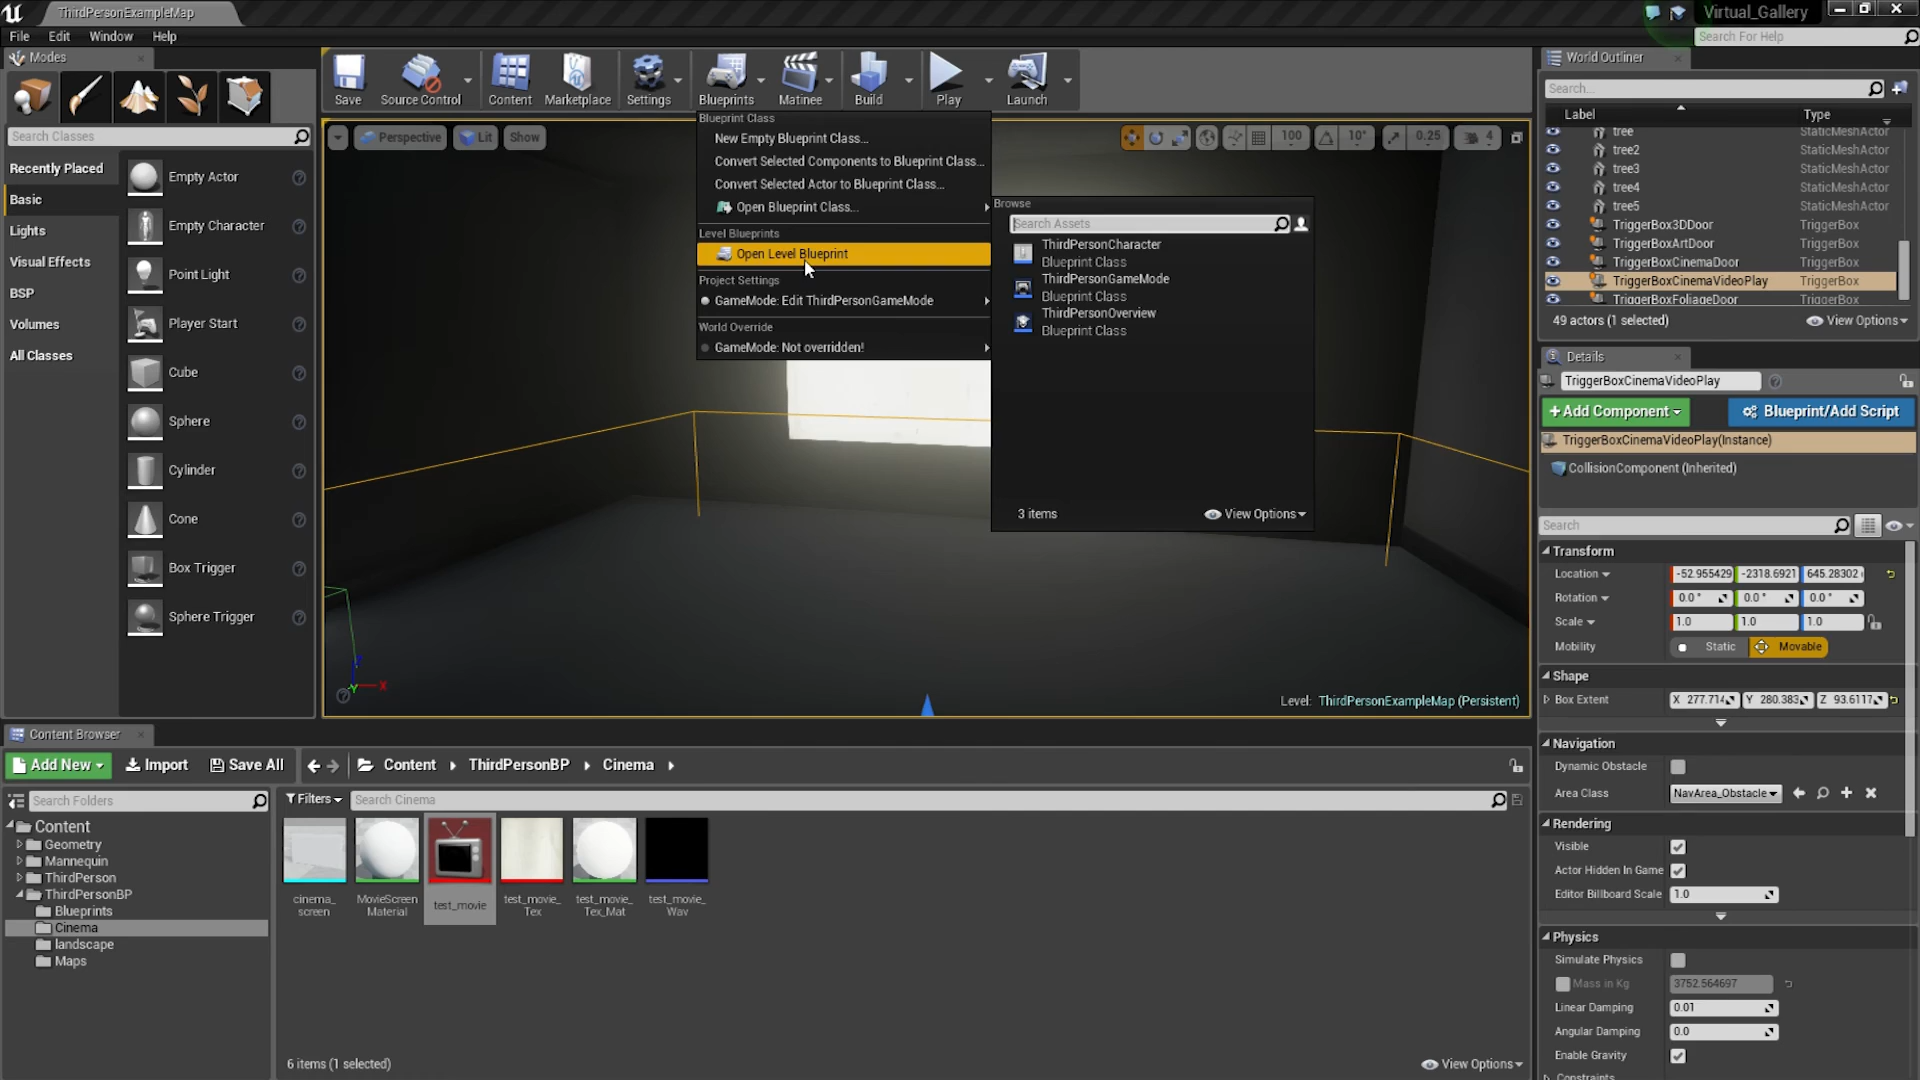 ThirdPersonExampleMap
Virtual_Gallery
File Edit Window Help
Search For Help
Modes
Search Classes
Recently Placed
Basic
Lights
Visual Effects
BSP
Volumes
All Classes
Empty Actor
Empty Character
Point Light
Player Start
Cube
Sphere
Cylinder
Cone
Box Trigger
Sphere Trigger
Save
Source Control
Content
Marketplace
Settings
Blueprints
Matinee
Build
Play
Launch
Perspective
Lit
Show
100
10°
0.25
4
Blueprint Class
New Empty Blueprint Class...
Convert Selected Components to Blueprint Class...
Convert Selected Actor to Blueprint Class...
Open Blueprint Class...
Level Blueprints
Open Level Blueprint
Project Settings
GameMode: Edit ThirdPersonGameMode
World Override
GameMode: Not overridden!
Browse
Search Assets
ThirdPersonCharacter
Blueprint Class
ThirdPersonGameMode
Blueprint Class
ThirdPersonOverview
Blueprint Class
3 items
View Options
X
Y
Level: ThirdPersonExampleMap (Persistent)
World Outliner
Search...
Label Type
tree StaticMeshActor
tree2 StaticMeshActor
tree3 StaticMeshActor
tree4 StaticMeshActor
tree5 StaticMeshActor
TriggerBox3DDoor TriggerBox
TriggerBoxArtDoor TriggerBox
TriggerBoxCinemaDoor TriggerBox
TriggerBoxCinemaVideoPlay TriggerBox
TriggerBoxFoliageDoor TriggerBox
49 actors (1 selected)
View Options
Details
TriggerBoxCinemaVideoPlay
+Add Component
Blueprint/Add Script
TriggerBoxCinemaVideoPlay(Instance)
CollisionComponent (Inherited)
Search
Transform
Location -52.955429 -2318.6921 645.28302
Rotation 0.0° 0.0° 0.0°
Scale 1.0 1.0 1.0
Mobility Static Movable
Shape
Box Extent X 277.714 Y 280.383 Z 93.6117
Navigation
Dynamic Obstacle
Area Class NavArea_Obstacle
Rendering
Visible
Actor Hidden In Game
Editor Billboard Scale 1.0
Physics
Simulate Physics
Mass in Kg 3752.564697
Linear Damping 0.01
Angular Damping 0.0
Enable Gravity
Constraints
Content Browser
Add New
Import
Save All
Content
ThirdPersonBP
Cinema
Search Folders
Filters
Search Cinema
Content
Geometry
Mannequin
ThirdPerson
ThirdPersonBP
Blueprints
Cinema
landscape
Maps
cinema_
screen
MovieScreen
Material
test_movie
test_movie_
Tex
test_movie_
Tex_Mat
test_movie_
Wav
6 items (1 selected)
View Options